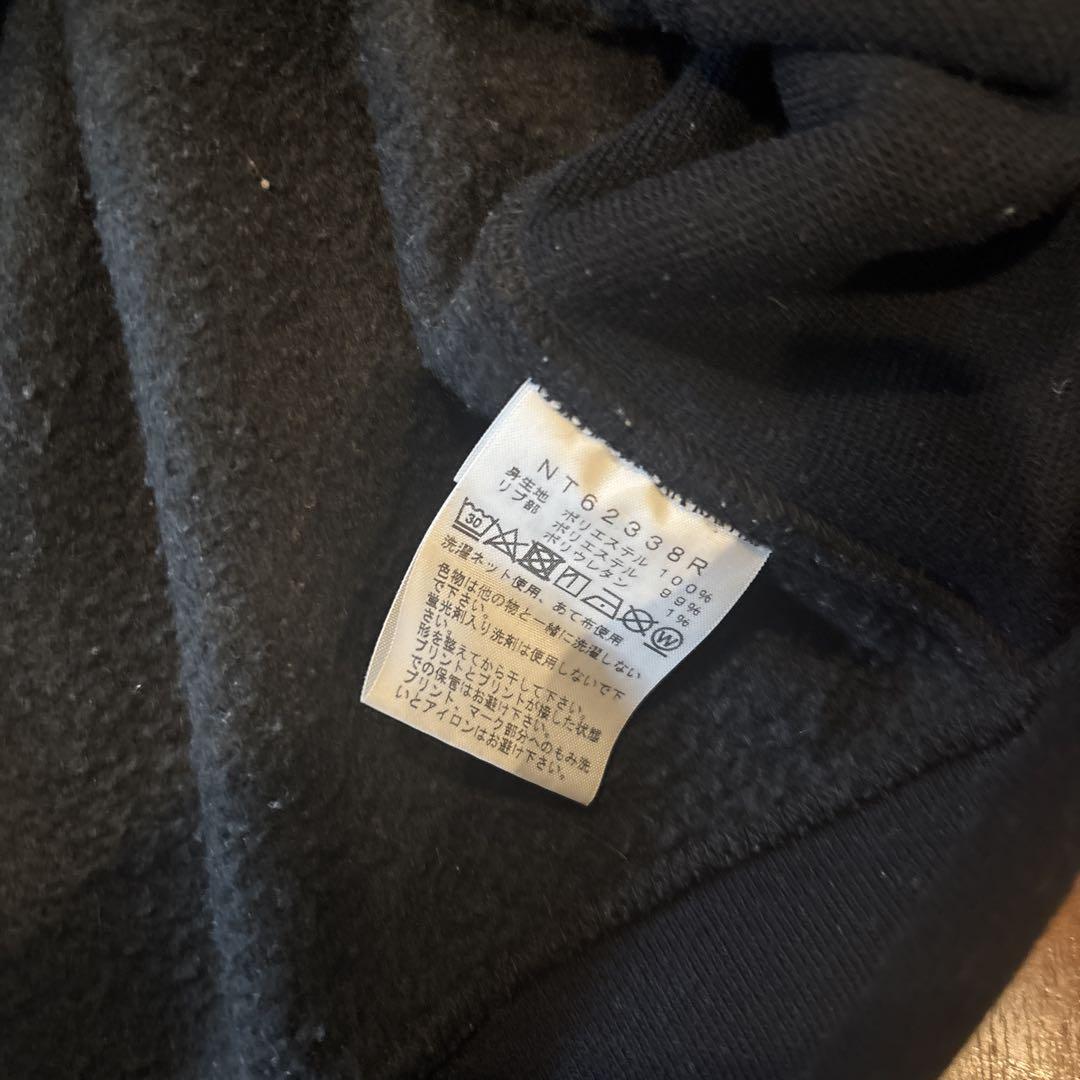 NT62338R
身生地 ポリエステル 100%
リブ部 ポリエステル 99%
ポリウレタン 1%
30 W
洗濯ネット使用、あて布使用
色物は他の物と一緒に洗濯しない
で下さい。
蛍光剤入り洗剤は使用しないで下
さい。
形を整えてから干して下さい。
プリントとプリントが接した状態
での保管はお避け下さい。
プリント・マーク部分へのもみ洗
いとアイロンはお避け下さい。